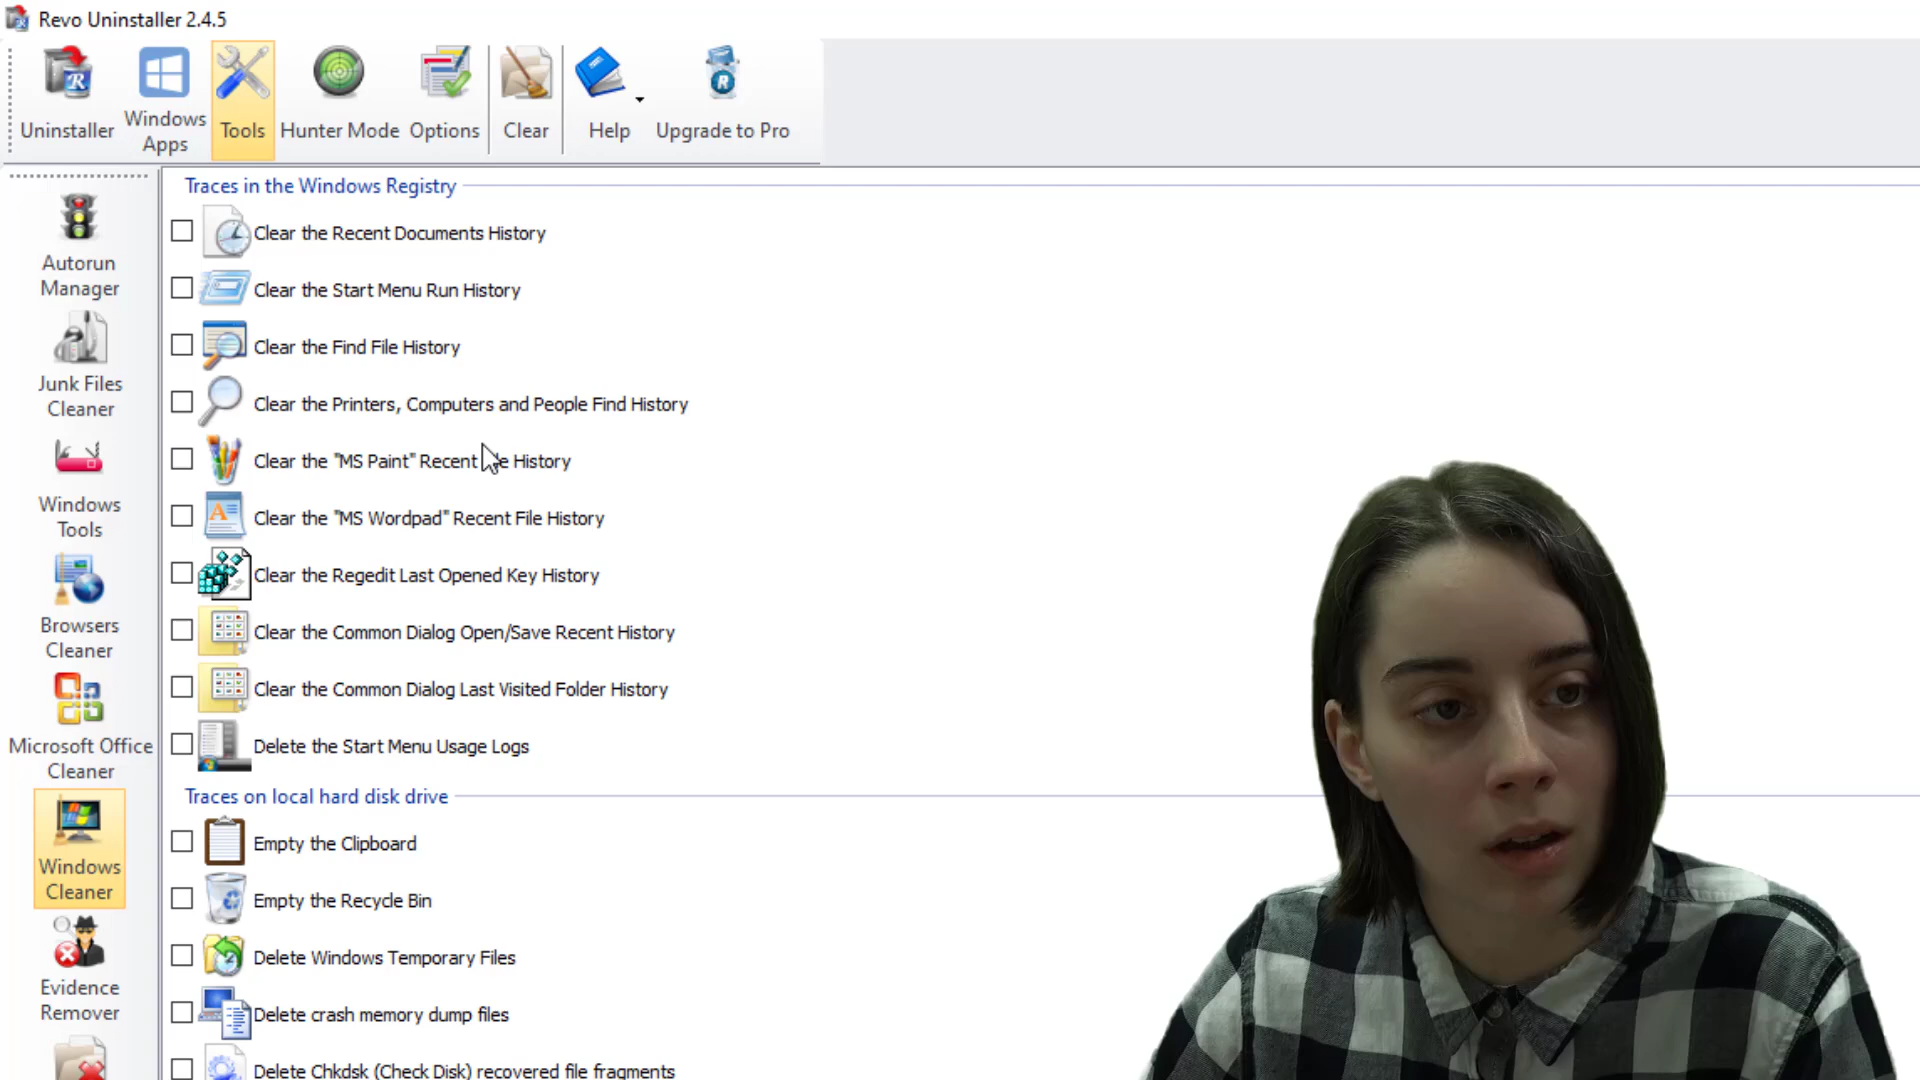 Revo Uninstaller 2.4.5
Uninstaller
Windows
Apps
Tools
Hunter Mode
Options
Clear
Help
Upgrade to Pro
Autorun
Manager
Junk Files
Cleaner
Windows
Tools
Browsers
Cleaner
Microsoft Office
Cleaner
Windows
Cleaner
Evidence
Remover
Traces in the Windows Registry
Clear the Recent Documents History
Clear the Start Menu Run History
Clear the Find File History
Clear the Printers, Computers and People Find History
Clear the "MS Paint" Recent File History
Clear the "MS Wordpad" Recent File History
Clear the Regedit Last Opened Key History
Clear the Common Dialog Open/Save Recent History
Clear the Common Dialog Last Visited Folder History
Delete the Start Menu Usage Logs
Traces on local hard disk drive
Empty the Clipboard
Empty the Recycle Bin
Delete Windows Temporary Files
Delete crash memory dump files
Delete Chkdsk (Check Disk) recovered file fragments